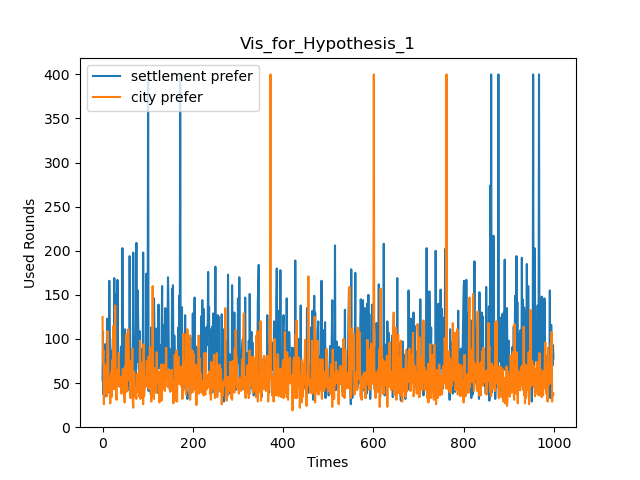 Vis_for_Hypothesis_1
settlement prefer
city prefer
400
350
300
250
200
150
100
50
0
Used Rounds
0 200 400 600 800 1000
Times